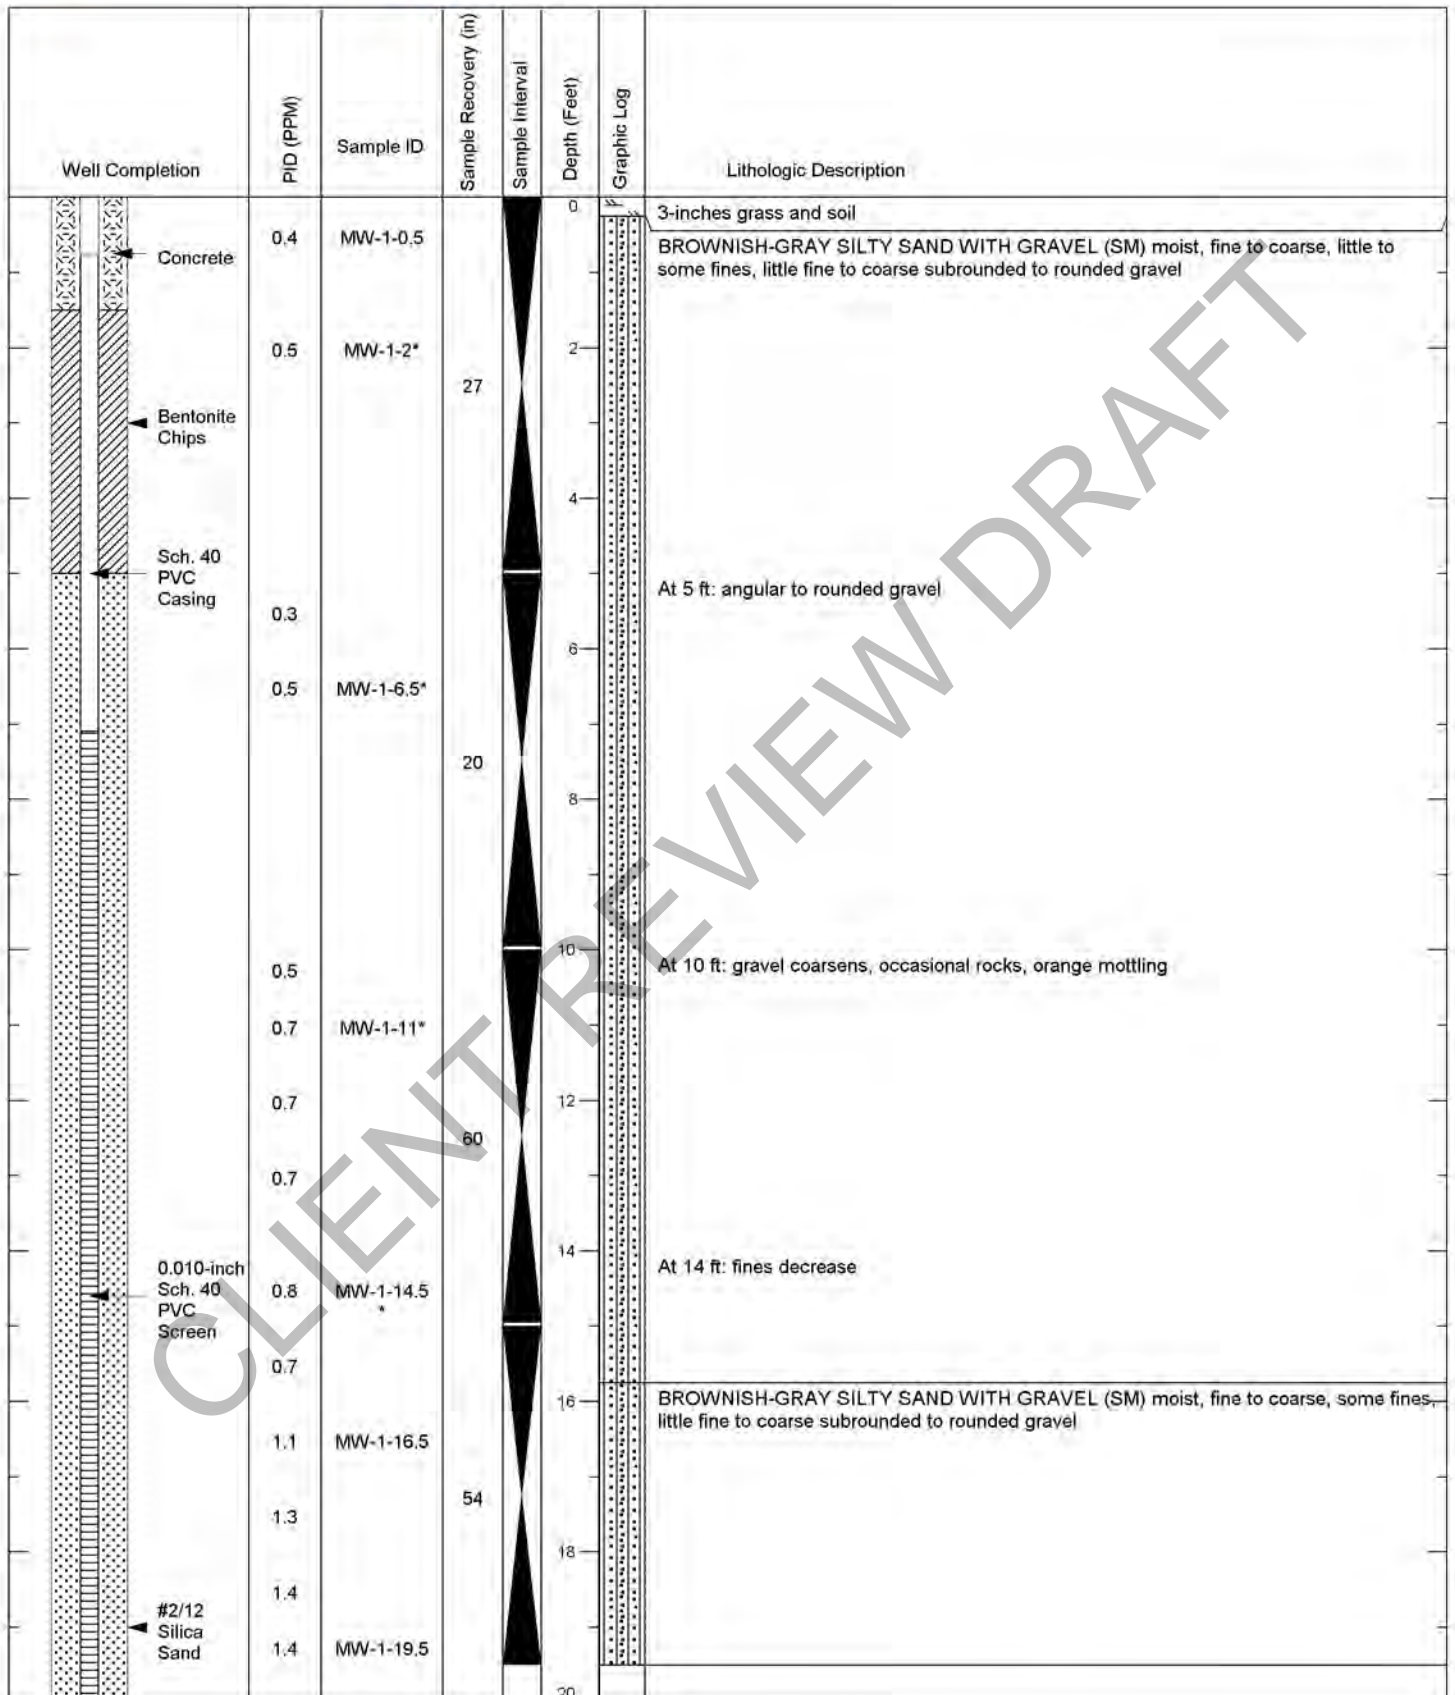 Well Completion
PID (PPM)
Sample ID
Sample Recovery (in)
Sample Interval
Depth (Feet)
Graphic Log
Lithologic Description
0
3-inches grass and soil
0.4 MW-1-0.5
Concrete
BROWNISH-GRAY SILTY SAND WITH GRAVEL (SM) moist, fine to coarse, little to
some fines, little fine to coarse subrounded to rounded gravel
0.5 MW-1-2* 2
27
Bentonite
Chips
4
Sch. 40
PVC
Casing
At 5 ft: angular to rounded gravel
0.3
6
0.5 MW-1-6.5*
20
8
10
At 10 ft: gravel coarsens, occasional rocks, orange mottling
0.5
0.7 MW-1-11*
0.7 12
60
0.7
14
At 14 ft: fines decrease
0.010-inch
Sch. 40
PVC
Screen
0.8 MW-1-14.5
*
0.7
BROWNISH-GRAY SILTY SAND WITH GRAVEL (SM) moist, fine to coarse, some fines,
little fine to coarse subrounded to rounded gravel
16
1.1 MW-1-16.5
54
1.3
18
1.4
#2/12
Silica
Sand
1.4 MW-1-19.5
20
CLIENT REVIEW DRAFT